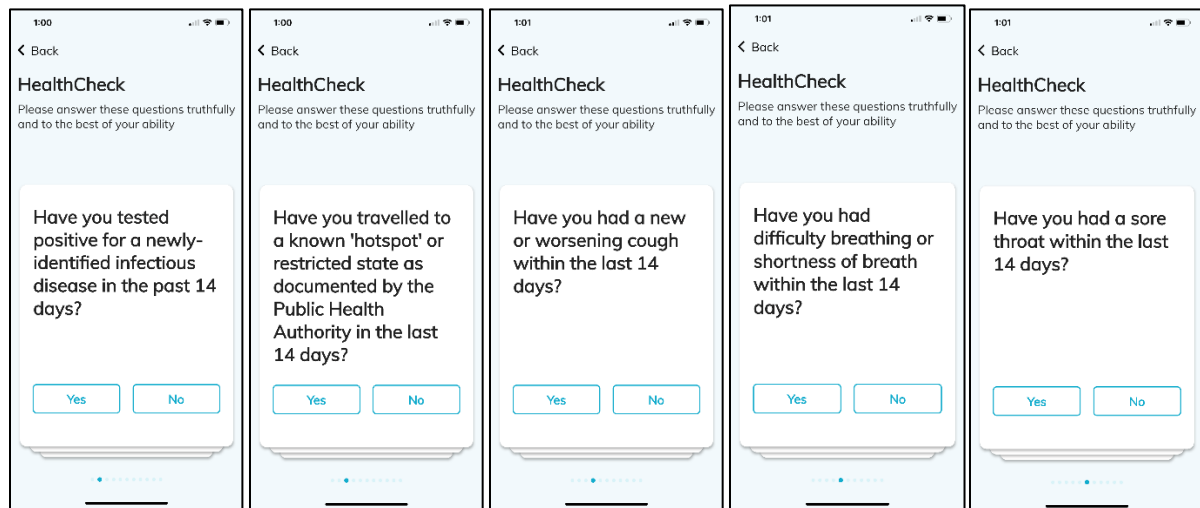 1:00
Back
HealthCheck
Please answer these questions truthfully
and to the best of your ability
Have you tested
positive for a newly-
identified infectious
disease in the past 14
days?
Yes
No
1:00
Back
HealthCheck
Please answer these questions truthfully
and to the best of your ability
Have you travelled to
a known 'hotspot' or
restricted state as
documented by the
Public Health
Authority in the last
14 days?
Yes
No
1:01
Back
HealthCheck
Please answer these questions truthfully
and to the best of your ability
Have you had a new
or worsening cough
within the last 14
days?
Yes
No
1:01
Back
HealthCheck
Please answer these questions truthfully
and to the best of your ability
Have you had
difficulty breathing or
shortness of breath
within the last 14
days?
Yes
No
1:01
Back
HealthCheck
Please answer these questions truthfully
and to the best of your ability
Have you had a sore
throat within the last
14 days?
Yes
No